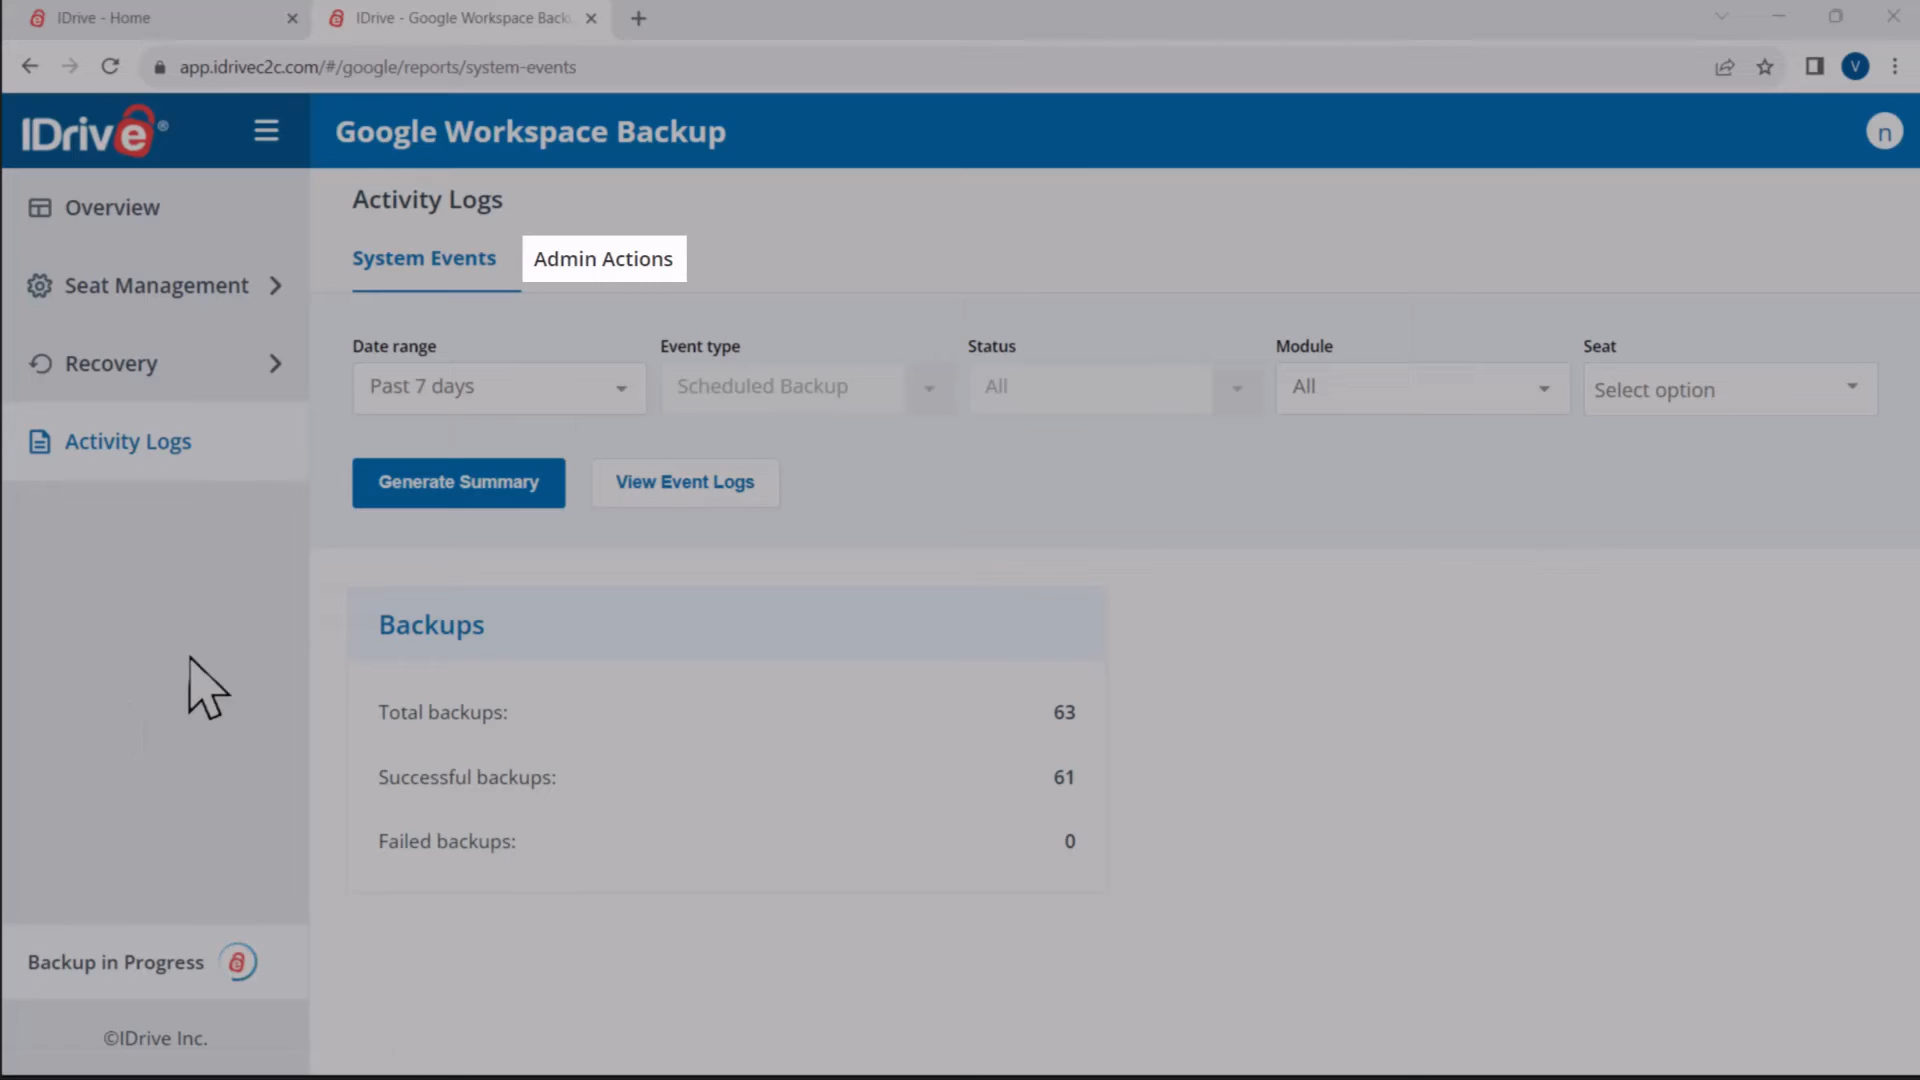 IDrive - Home
IDrive - Google Workspace Back
app.idrivec2c.com/#/google/reports/system-events
V
IDrive®
Google Workspace Backup
n
Overview
Seat Management
Recovery
Activity Logs
Backup in Progress
©IDrive Inc.
Activity Logs
System Events
Admin Actions
Date range
Event type
Status
Module
Seat
Past 7 days
Scheduled Backup
All
All
Select option
Generate Summary
View Event Logs
Backups
Total backups: 63
Successful backups: 61
Failed backups: 0